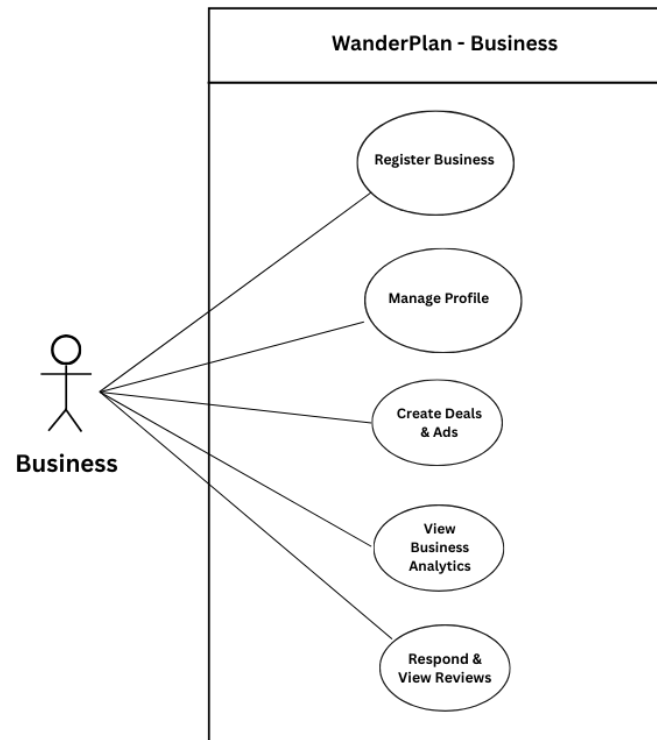 WanderPlan - Business
Register Business
Manage Profile
Create Deals
& Ads
View
Business
Analytics
Respond &
View Reviews
Business